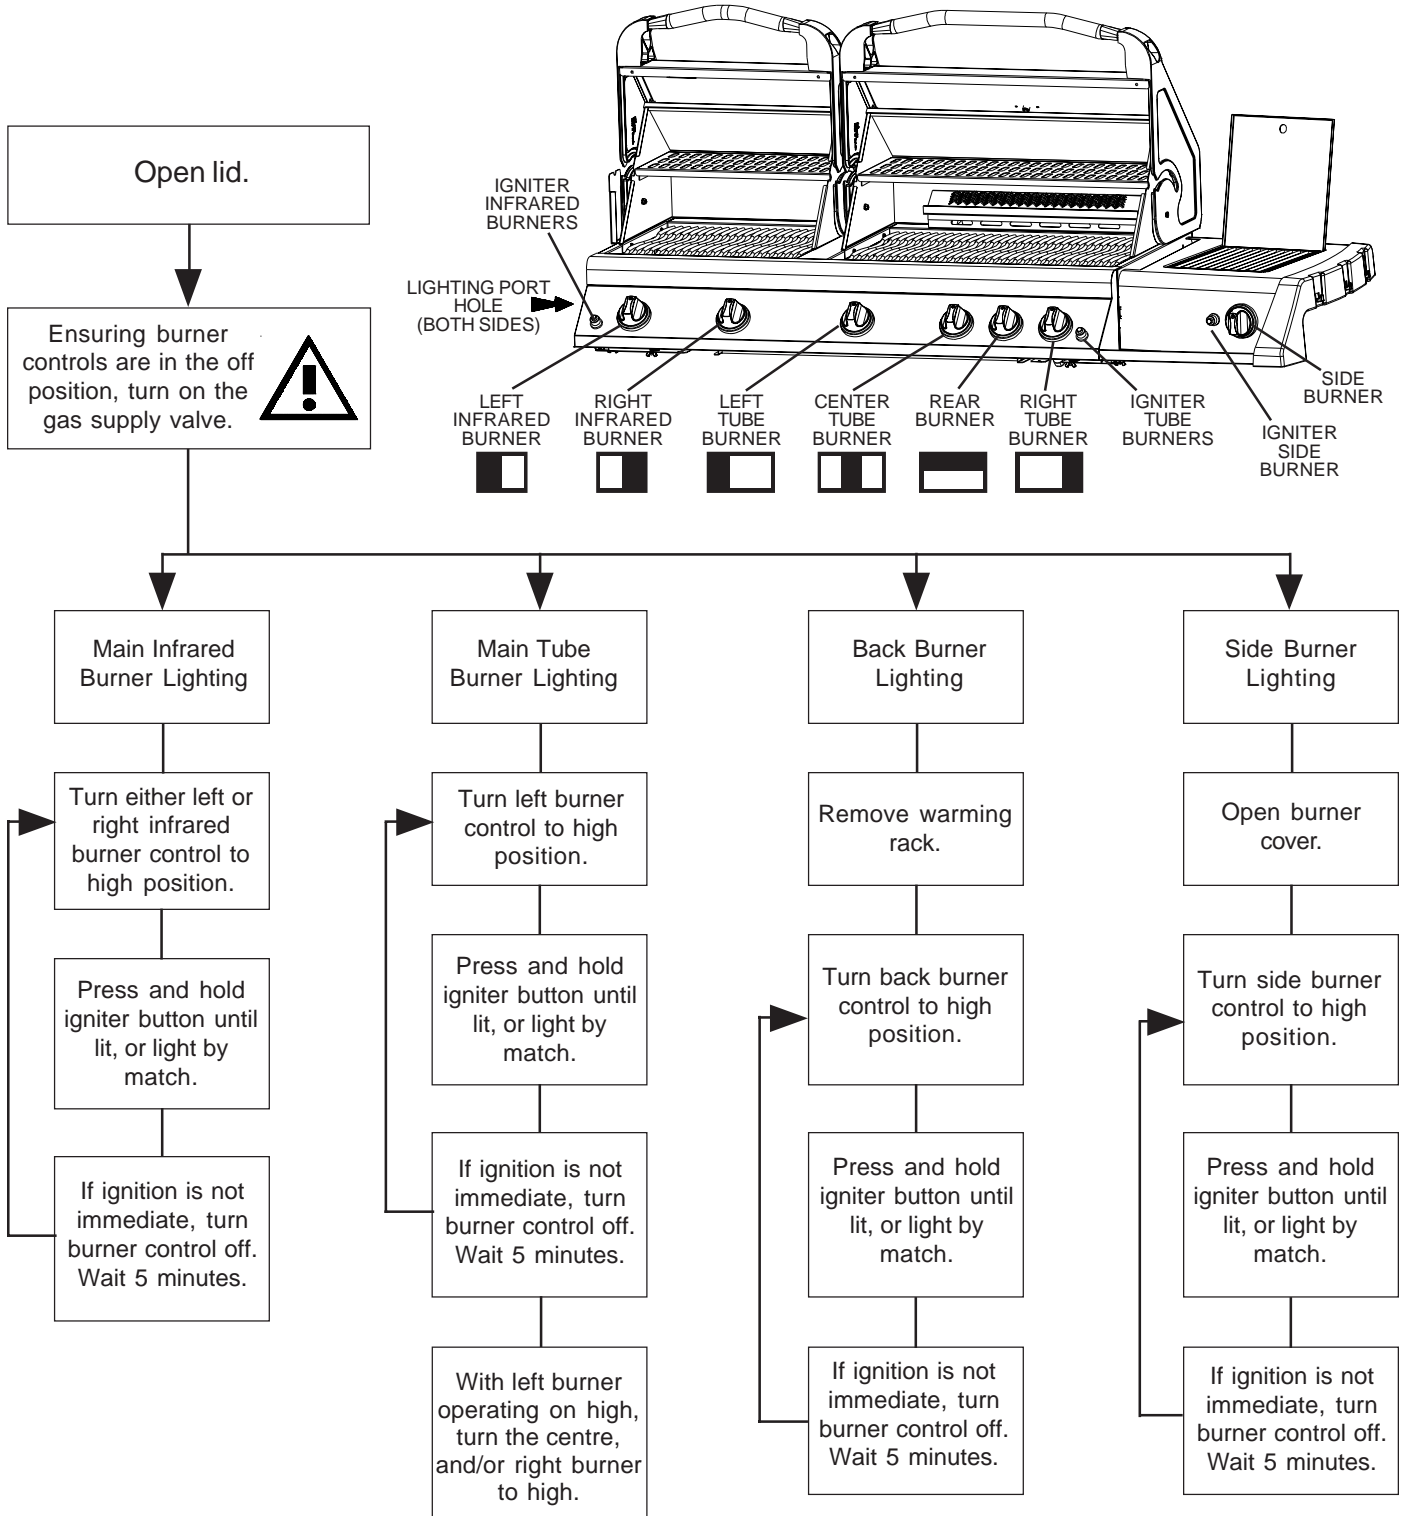 Open lid.
Ensuring burner
controls are in the off
position, turn on the
gas supply valve.
IGNITER
INFRARED
BURNERS
LIGHTING PORT
HOLE
(BOTH SIDES)
LEFT
INFRARED
BURNER
RIGHT
INFRARED
BURNER
LEFT
TUBE
BURNER
CENTER
TUBE
BURNER
REAR
BURNER
RIGHT
TUBE
BURNER
IGNITER
TUBE
BURNERS
IGNITER
SIDE
BURNER
SIDE
BURNER
Main Infrared
Burner Lighting
Turn either left or
right infrared
burner control to
high position.
Press and hold
igniter button until
lit, or light by
match.
If ignition is not
immediate, turn
burner control off.
Wait 5 minutes.
Main Tube
Burner Lighting
Turn left burner
control to high
position.
Press and hold
igniter button until
lit, or light by
match.
If ignition is not
immediate, turn
burner control off.
Wait 5 minutes.
With left burner
operating on high,
turn the centre,
and/or right burner
to high.
Back Burner
Lighting
Remove warming
rack.
Turn back burner
control to high
position.
Press and hold
igniter button until
lit, or light by
match.
If ignition is not
immediate, turn
burner control off.
Wait 5 minutes.
Side Burner
Lighting
Open burner
cover.
Turn side burner
control to high
position.
Press and hold
igniter button until
lit, or light by
match.
If ignition is not
immediate, turn
burner control off.
Wait 5 minutes.